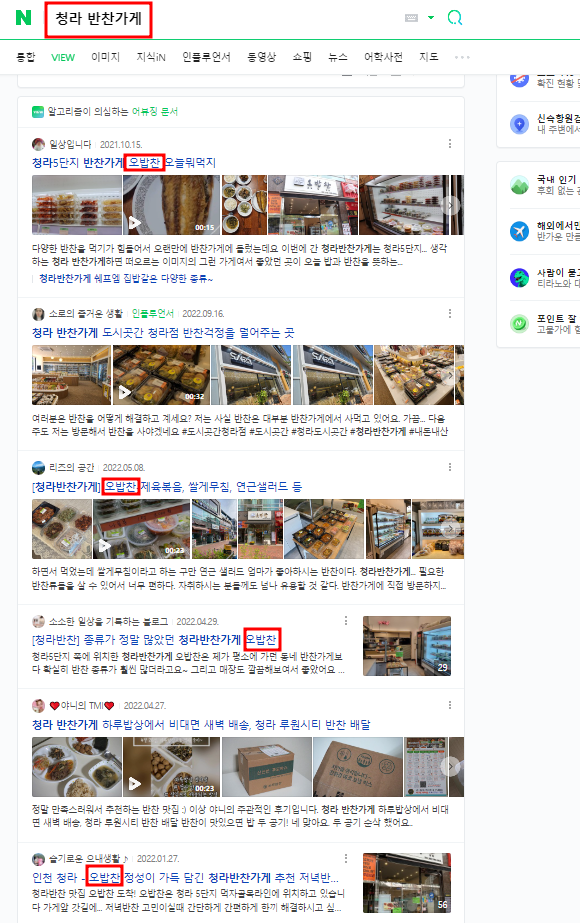 N 청라 반찬가게
통합 VIEW 이미지 지식iN 인플루언서 동영상 쇼핑 뉴스 어학사전 지도
알고리즘이 의심하는 어뷰징 문서
일상입니다 2021.10.15.
청라5단지 반찬가게 오밥찬 오늘뭐먹지
00:15
다양한 반찬을 먹기가 힘들어서 오랜만에 반찬가게에 들렀는데요 이번에 간 청라반찬가게는 청라5단지... 생각
하는 청라 반찬가게하면 떠오르는 이미지의 그런 가게여서 좋았던 곳이 오늘 밥과 반찬을 뜻하는...
청라반찬가게 쉐프엠 집밥같은 다양한 종류~
소로의 즐거운 생활 인플루언서 2022.09.16.
청라 반찬가게 도시곳간 청라점 반찬걱정을 덜어주는 곳
00:32
여러분은 반찬을 어떻게 해결하고 계세요? 저는 사실 반찬은 대부분 반찬가게에서 사먹고 있어요. 가끔... 다음
주도 저는 방문해서 반찬을 사야겠네요 #도시곳간청라점 #도시곳간 #청라도시곳간 #청라반찬가게 #내돈내산
리즈의 공간 2022.05.08.
[청라반찬가게] 오밥찬 제육볶음, 쌀게무침, 연근샐러드 등
00:23
하면서 먹었는데 쌀게무침이라고 하는 구만 연근 샐러드 엄마가 좋아하시는 반찬이다. 청라반찬가게... 필요한
반찬류들을 살 수 있어서 너무 편하다. 자취하시는 분들께도 넘나 유용할 것 같다. 반찬가게에 직접 방문하지...
소소한 일상을 기록하는 블로그 2022.04.29.
[청라반찬] 종류가 정말 많았던 청라반찬가게 오밥찬
청라5단지 쪽에 위치한 청라반찬가게 오밥찬은 제가 평소에 가던 동네 반찬가게보
다 확실히 반찬 종류가 훨씬 많더라고요~ 그리고 매장도 깔끔해보여서 좋았어요 ...
29
야니의 TMI 2022.04.27.
청라 반찬가게 하루밥상에서 비대면 새벽 배송, 청라 루원시티 반찬 배달
00:23
정말 만족스러워서 추천하는 반찬 맛집 :) 이상 야니의 주관적인 후기입니다. 청라 반찬가게 하루밥상에서 비대
면 새벽 배송, 청라 루원시티 반찬 배달 반찬이 맛있으면 밥 두 공기! 네 맞아요. 두 공기 순삭 했어요..
슬기로운 오내생활♪ 2022.01.27.
인천 청라 - 오밥찬 정성이 가득 담긴 청라반찬가게 추천 저녁반...
청라반찬 맛집 오밥찬 도착! 오밥찬은 청라 5단지 먹자골목라인에 위치하고 있습니
다 가게앞 갓길에... 저녁반찬 고민이실때 간단하게 간편하게 한끼 해결하시고 싶...
56
확진 현황
신속항원검
내 주변에서
국내 인기
후회 없는
해외에서만
반가운 만
사람이 묻고
티라노와 대
포인트 잘
고물가에 힘